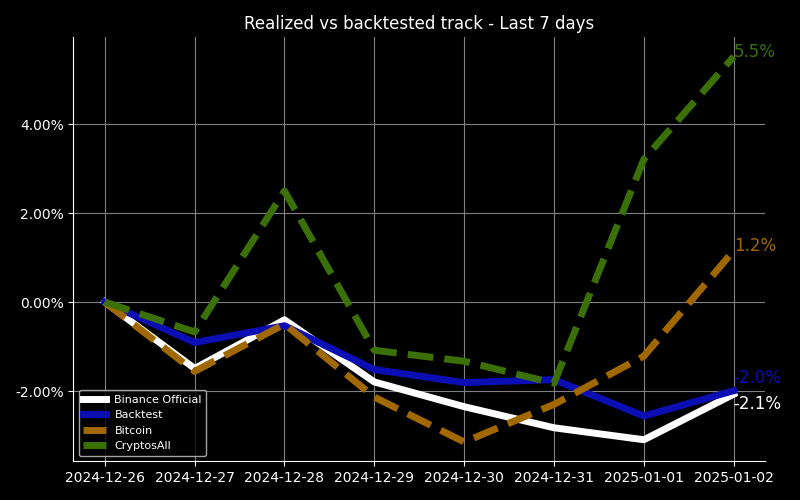 Realized vs backtested track - Last 7 days
5.5%
4.00%
2.00%
1.2%
0.00%
-2.00%
-2.0%
-2.1%
Binance Official
Backtest
Bitcoin
CryptosAll
2024-12-26 2024-12-27 2024-12-28 2024-12-29 2024-12-30 2024-12-31 2025-01-01 2025-01-02